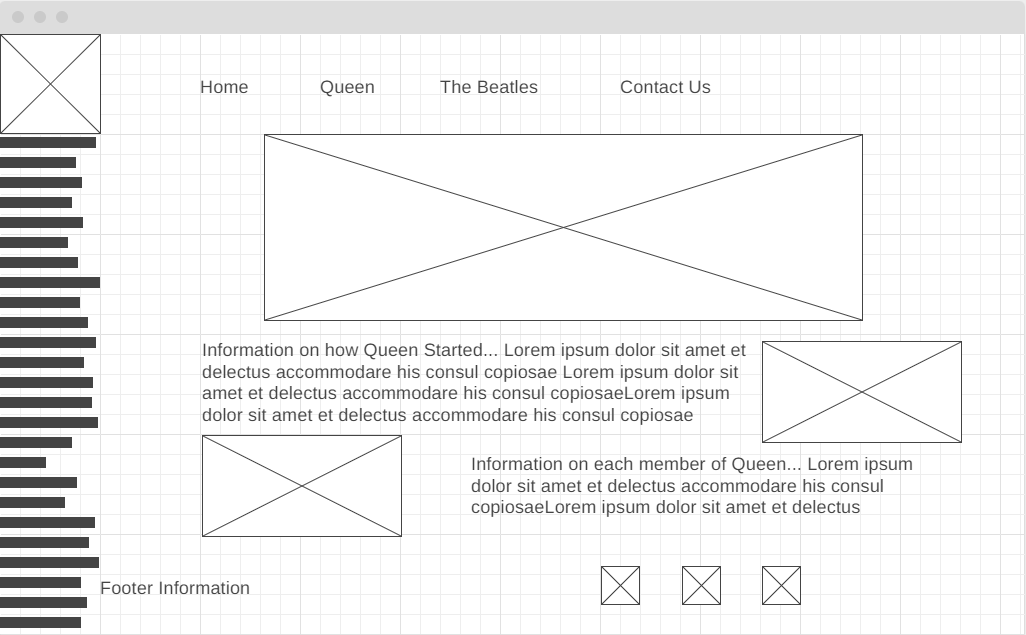 Home Queen The Beatles Contact Us
Information on how Queen Started... Lorem ipsum dolor sit amet et
delectus accommodare his consul copiosae Lorem ipsum dolor sit
amet et delectus accommodare his consul copiosaeLorem ipsum
dolor sit amet et delectus accommodare his consul copiosae
Information on each member of Queen... Lorem ipsum
dolor sit amet et delectus accommodare his consul
copiosaeLorem ipsum dolor sit amet et delectus
Footer Information